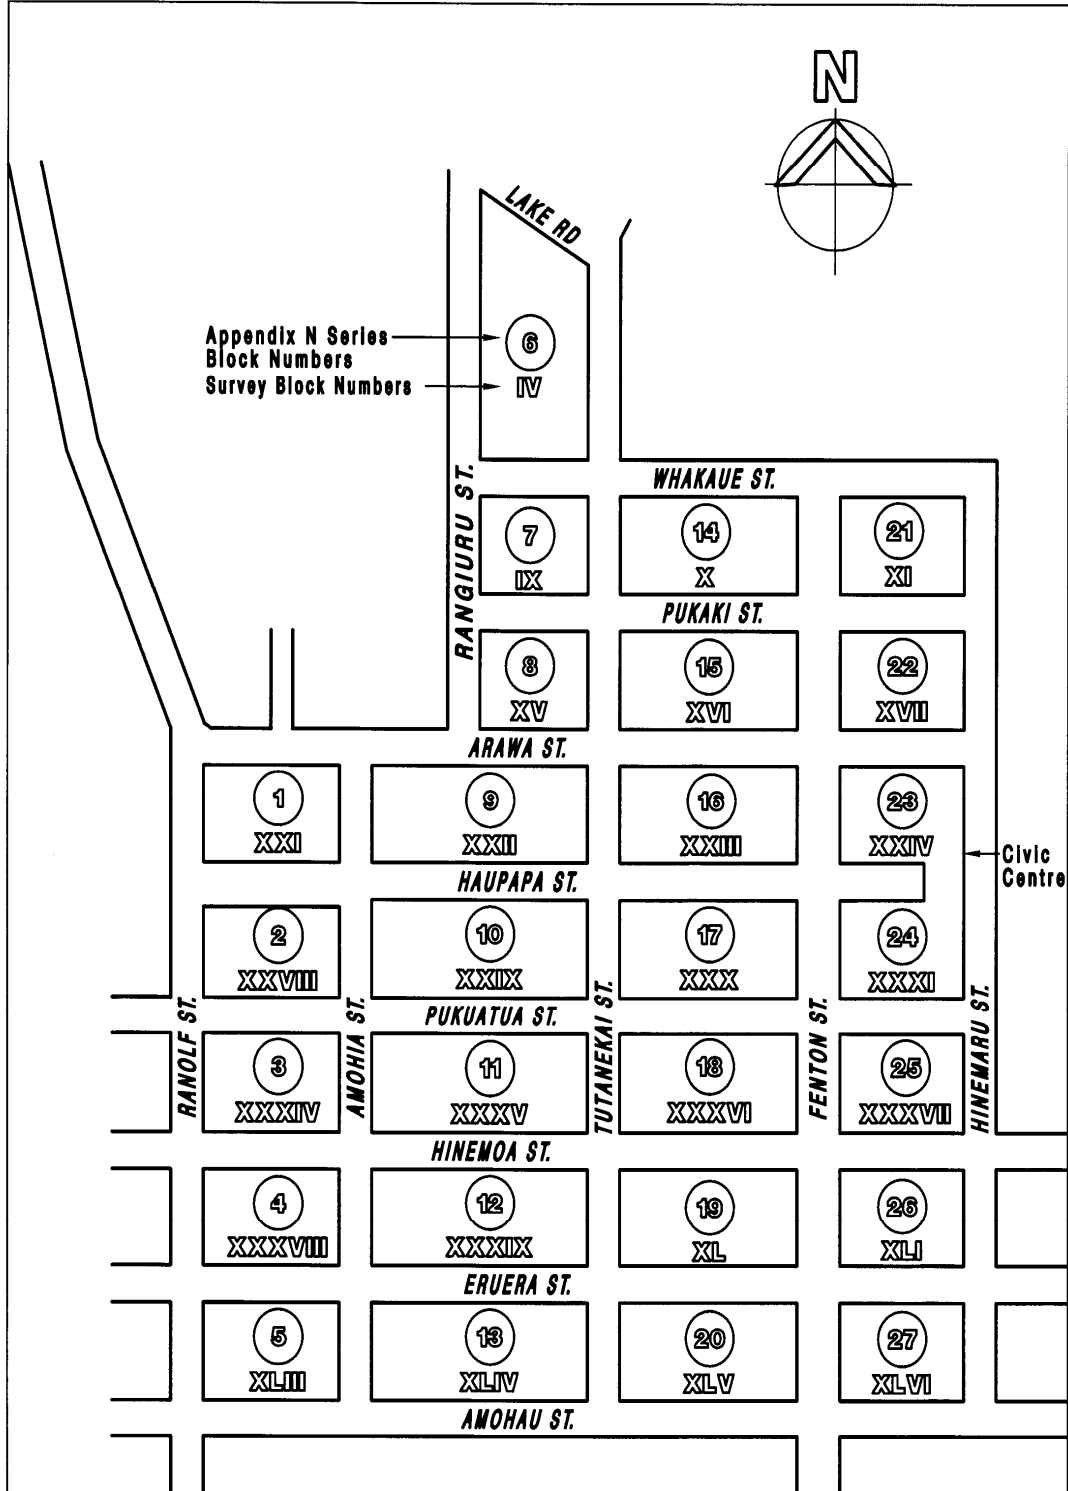 N
LAKE RD
Appendix N Series
Block Numbers
Survey Block Numbers
6
IV
WHAKAUE ST.
RANGIURU ST.
7
IX
14
X
21
XI
PUKAKI ST.
8
XV
15
XVI
22
XVII
ARAWA ST.
1
XXI
9
XXII
16
XXIII
23
XXIV
Civic
Centre
HAUPAPA ST.
2
XXVIII
10
XXIX
17
XXX
24
XXXI
PUKUATUA ST.
RANOLF ST.
AMOHIA ST.
TUTANEKAI ST.
FENTON ST.
HINEMARU ST.
3
XXXIV
11
XXXV
18
XXXVI
25
XXXVII
HINEMOA ST.
4
XXXVIII
12
XXXIX
19
XL
26
XLI
ERUERA ST.
5
XLIII
13
XLIV
20
XLV
27
XLVI
AMOHAU ST.